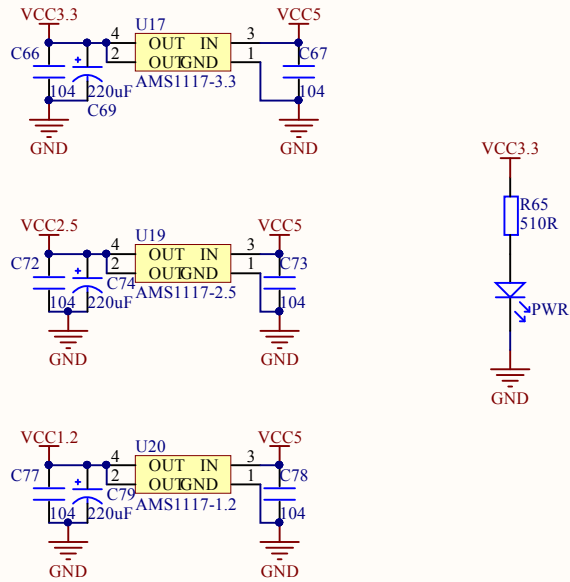 VCC3.3
U17
VCC5
4
OUT
IN
3
C66
2
OUT
GND
1
C67
AMS1117-3.3
104
220uF
104
C69
GND
GND
VCC3.3
R65
510R
PWR
GND
VCC2.5
U19
VCC5
4
OUT
IN
3
C72
2
OUT
GND
1
C73
C74
AMS1117-2.5
104
220uF
104
GND
GND
VCC1.2
U20
VCC5
4
OUT
IN
3
C77
2
OUT
GND
1
C78
C79
AMS1117-1.2
104
220uF
104
GND
GND